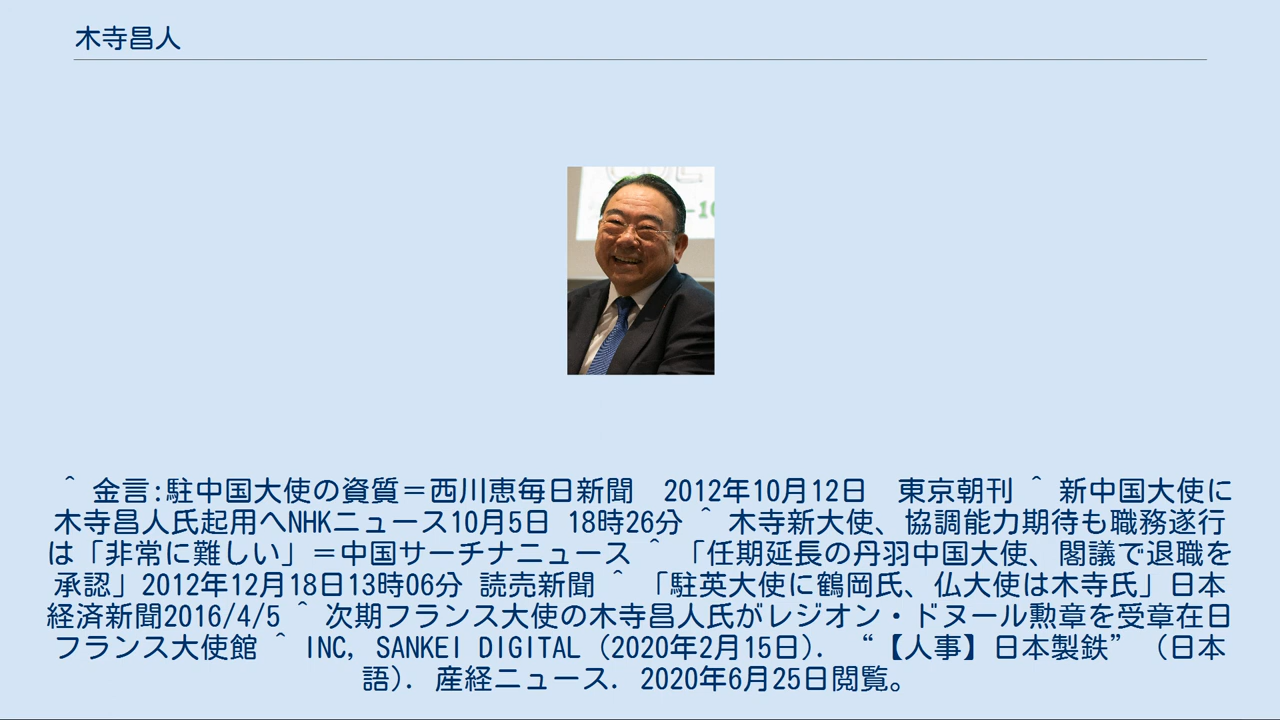 木寺昌人
-10
＾ 金言:駐中国大使の資質＝西川恵毎日新聞　2012年10月12日　東京朝刊 ＾ 新中国大使に
木寺昌人氏起用へNHKニュース10月5日 18時26分 ＾ 木寺新大使、協調能力期待も職務遂行
は「非常に難しい」＝中国サーチナニュース ＾ 「任期延長の丹羽中国大使、閣議で退職を
承認」2012年12月18日13時06分 読売新聞 ＾ 「駐英大使に鶴岡氏、仏大使は木寺氏」日本
経済新聞2016/4/5 ＾ 次期フランス大使の木寺昌人氏がレジオン・ドヌール勲章を受章在日
フランス大使館 ＾ INC, SANKEI DIGITAL (2020年2月15日). “【人事】日本製鉄” (日本
語). 産経ニュース. 2020年6月25日閲覧。